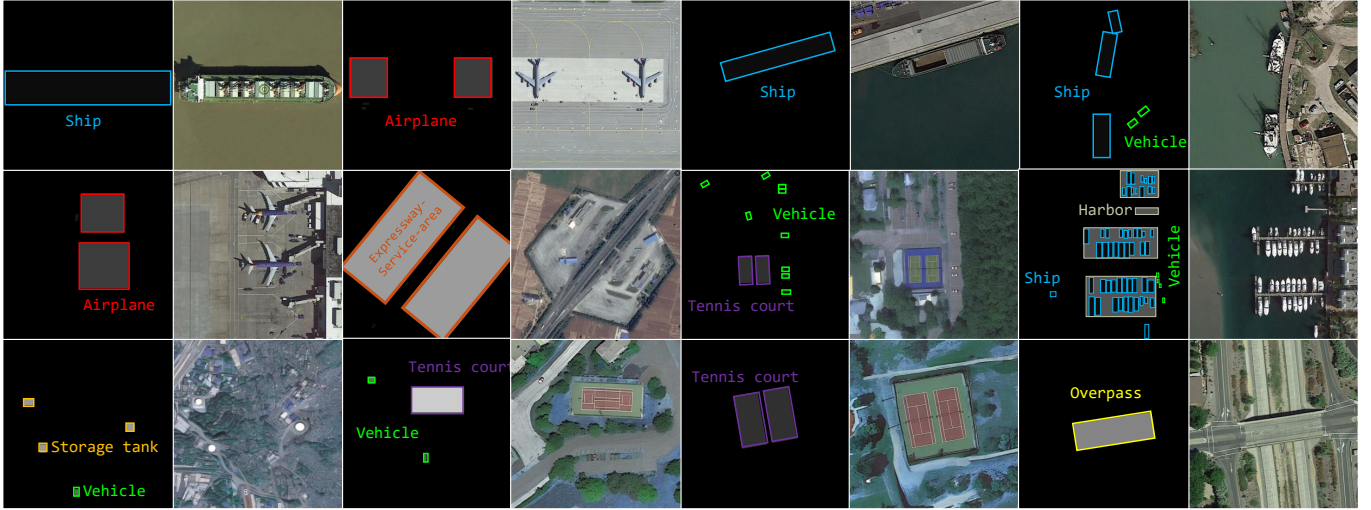 Ship
Airplane
Ship
Ship
Vehicle
Airplane
Expressway-
Service-area
Vehicle
Tennis court
Harbor
Ship
Vehicle
Storage tank
Vehicle
Tennis cour
Vehicle
Tennis court
Overpass